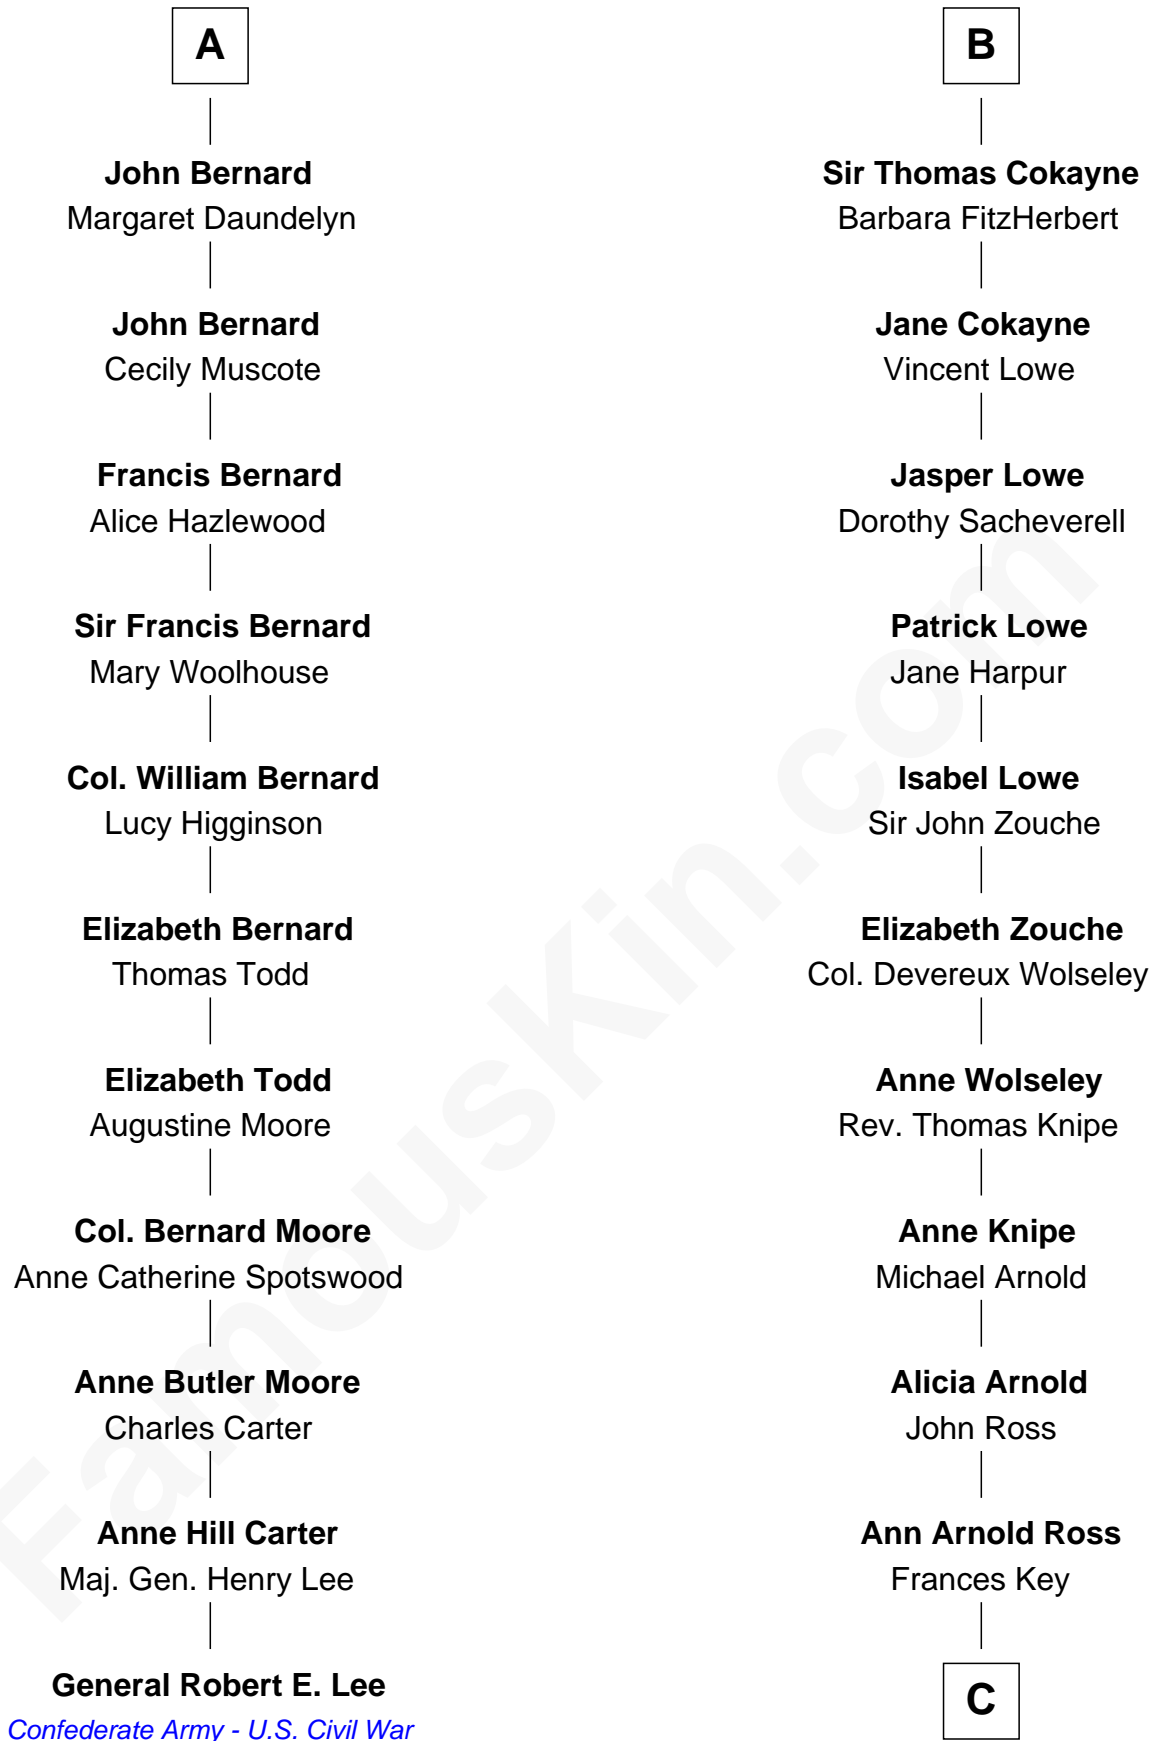 A
John Bernard
Margaret Daundelyn
John Bernard
Cecily Muscote
Francis Bernard
Alice Hazlewood
Sir Francis Bernard
Mary Woolhouse
Col. William Bernard
Lucy Higginson
Elizabeth Bernard
Thomas Todd
Elizabeth Todd
Augustine Moore
Col. Bernard Moore
Anne Catherine Spotswood
Anne Butler Moore
Charles Carter
Anne Hill Carter
Maj. Gen. Henry Lee
General Robert E. Lee
Confederate Army - U.S. Civil War
B
Sir Thomas Cokayne
Barbara FitzHerbert
Jane Cokayne
Vincent Lowe
Jasper Lowe
Dorothy Sacheverell
Patrick Lowe
Jane Harpur
Isabel Lowe
Sir John Zouche
Elizabeth Zouche
Col. Devereux Wolseley
Anne Wolseley
Rev. Thomas Knipe
Anne Knipe
Michael Arnold
Alicia Arnold
John Ross
Ann Arnold Ross
Frances Key
C
FamousKin.com